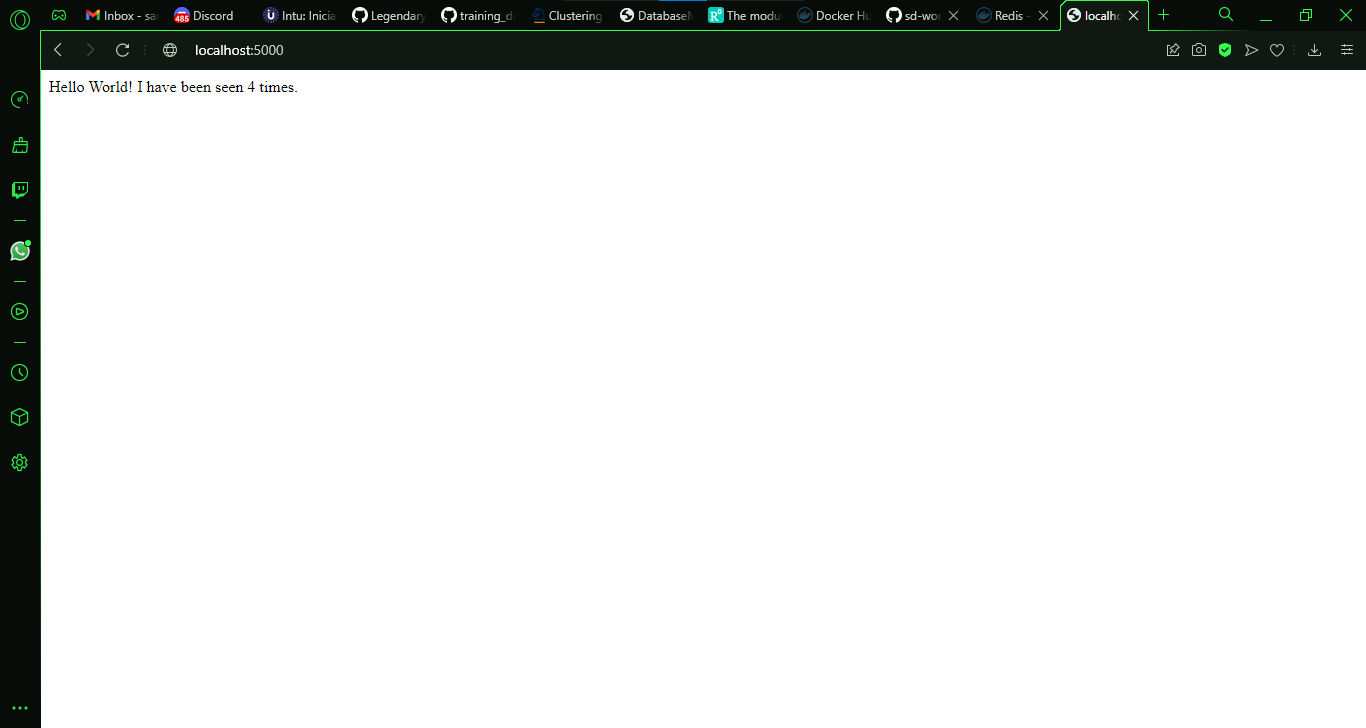 Inbox - sa
485
Discord
Intu: Inicia
Legendary
training_d
Clustering
Database
The modu
Docker Hu
sd-wor
Redis -
localho
localhost:5000
Hello World! I have been seen 4 times.